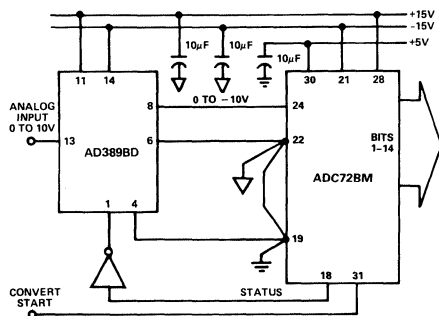 +15V
-15V
+5V
10μF
10μF
10μF
11
14
30
21
28
ANALOG
INPUT
0 TO 10V
8
0 TO -10V
24
13
6
22
AD389BD
ADC72BM
BITS
1-14
1
4
19
18
31
CONVERT
START
STATUS